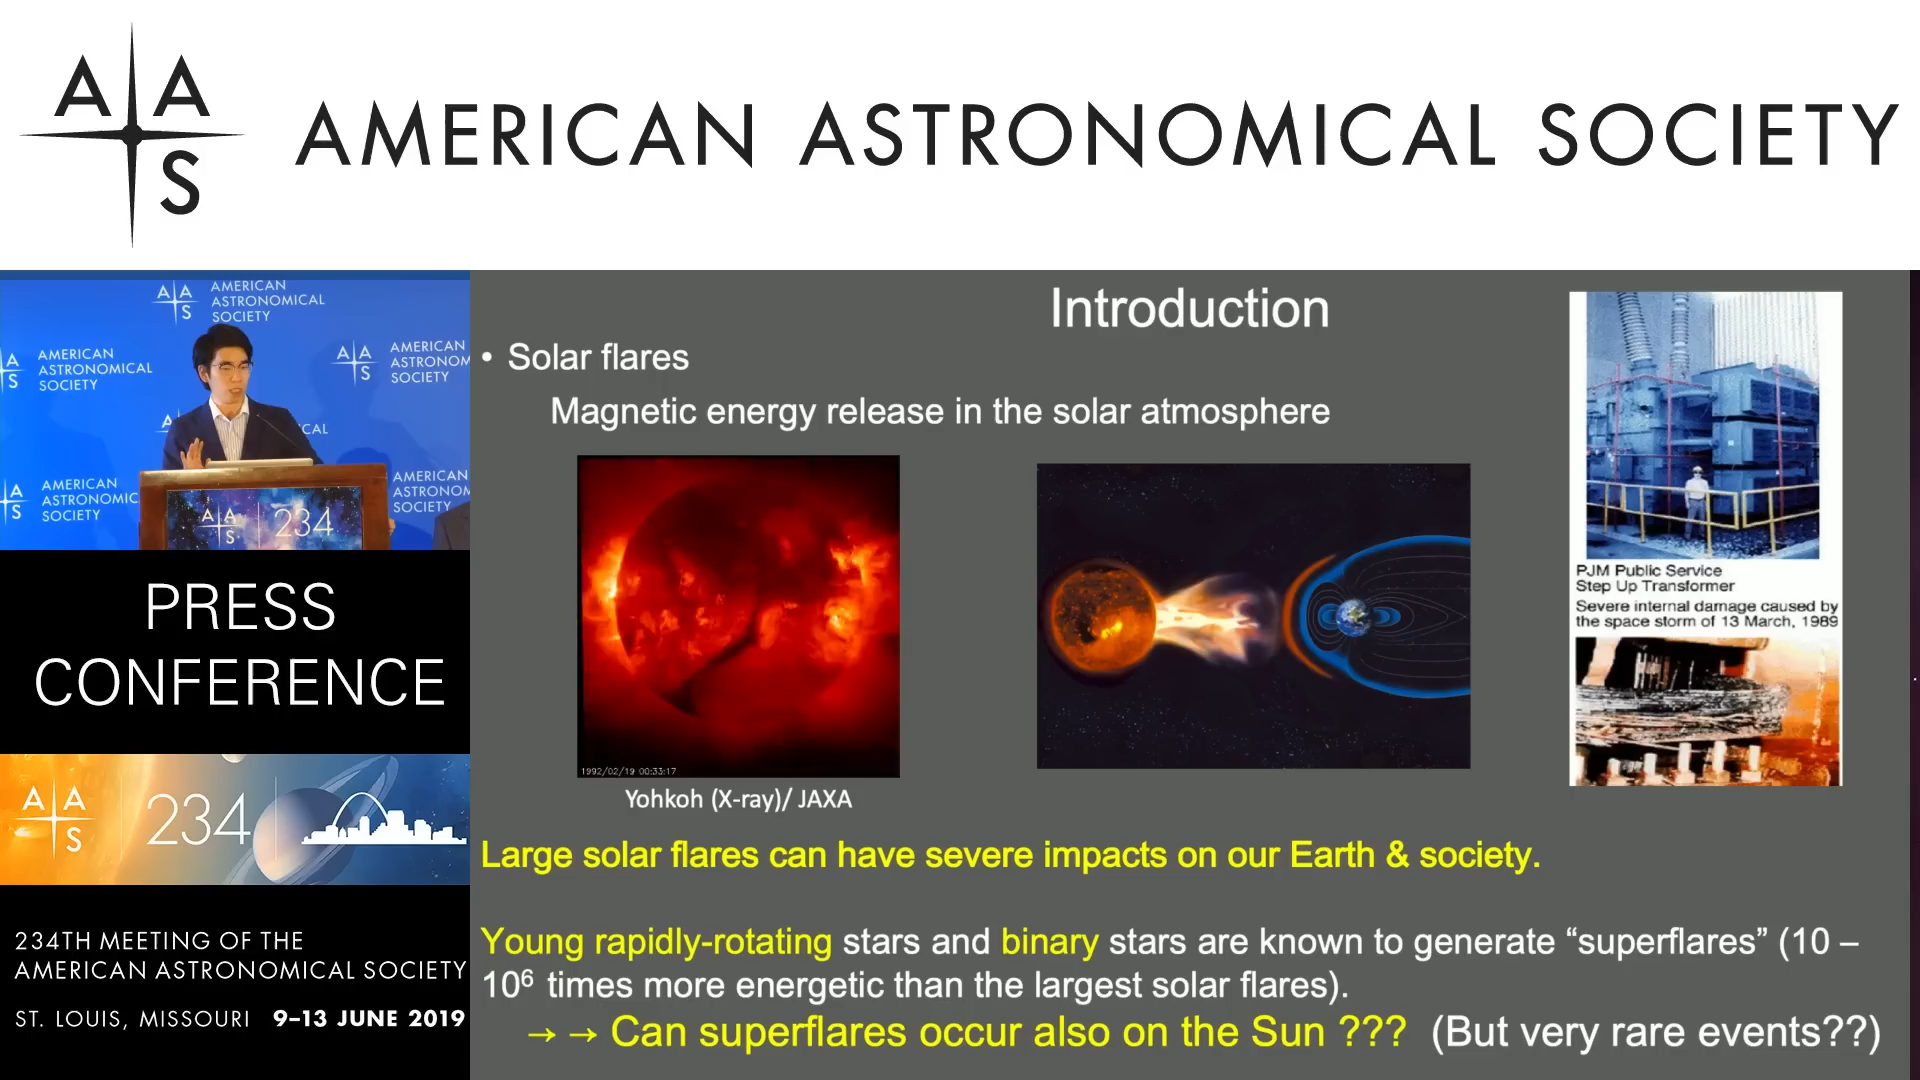 A A
S
AMERICAN ASTRONOMICAL SOCIETY
A A
S
AMERICAN
ASTRONOMICAL
SOCIETY
A
S
AMERICAN
ASTRONOMICAL
SOCIETY
A A
S
AMERICAN
ASTRONOM
SOCIETY
A
CAL
A
S
AMERICAN
ASTRONOMIC
SOCIETY
AMERICAN
ASTRONOM
SOCIETY
A A
S
234
PRESS
CONFERENCE
A A
S
234
234TH MEETING OF THE
AMERICAN ASTRONOMICAL SOCIETY
ST. LOUIS, MISSOURI 9–13 JUNE 2019
Introduction
• Solar flares
Magnetic energy release in the solar atmosphere
1992/02/19 00:33:17
Yohkoh (X-ray)/ JAXA
PJM Public Service
Step Up Transformer
Severe internal damage caused by
the space storm of 13 March, 1989
Large solar flares can have severe impacts on our Earth & society.
Young rapidly-rotating stars and binary stars are known to generate “superflares” (10 –
10⁶ times more energetic than the largest solar flares).
→→ Can superflares occur also on the Sun ??? (But very rare events??)